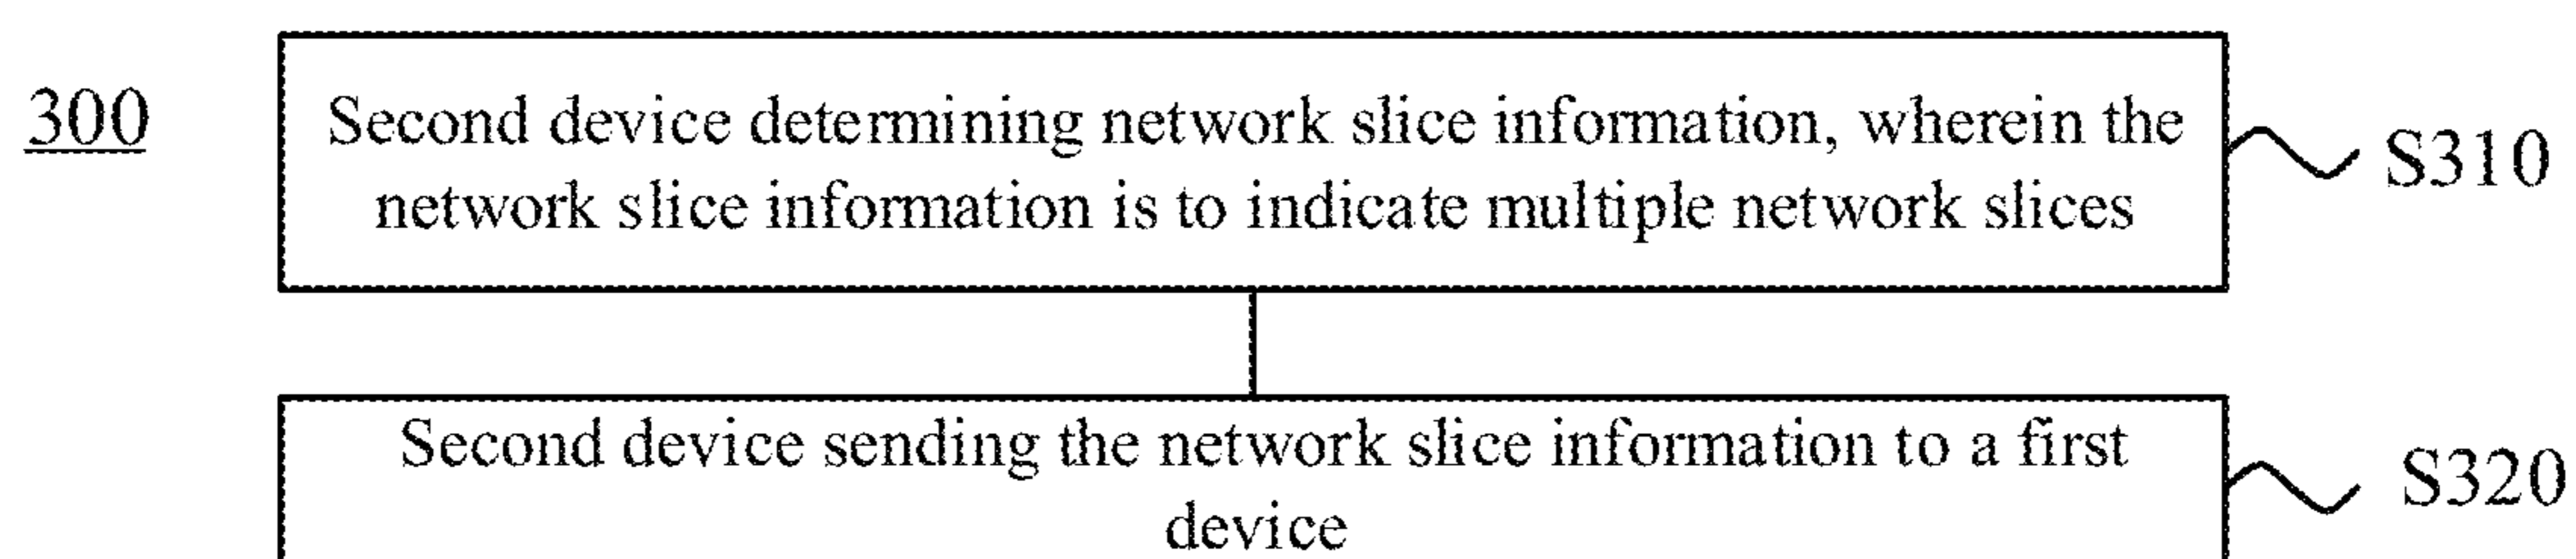 300
Second device determining network slice information, wherein the
network slice information is to indicate multiple network slices
S310
Second device sending the network slice information to a first
device
S320